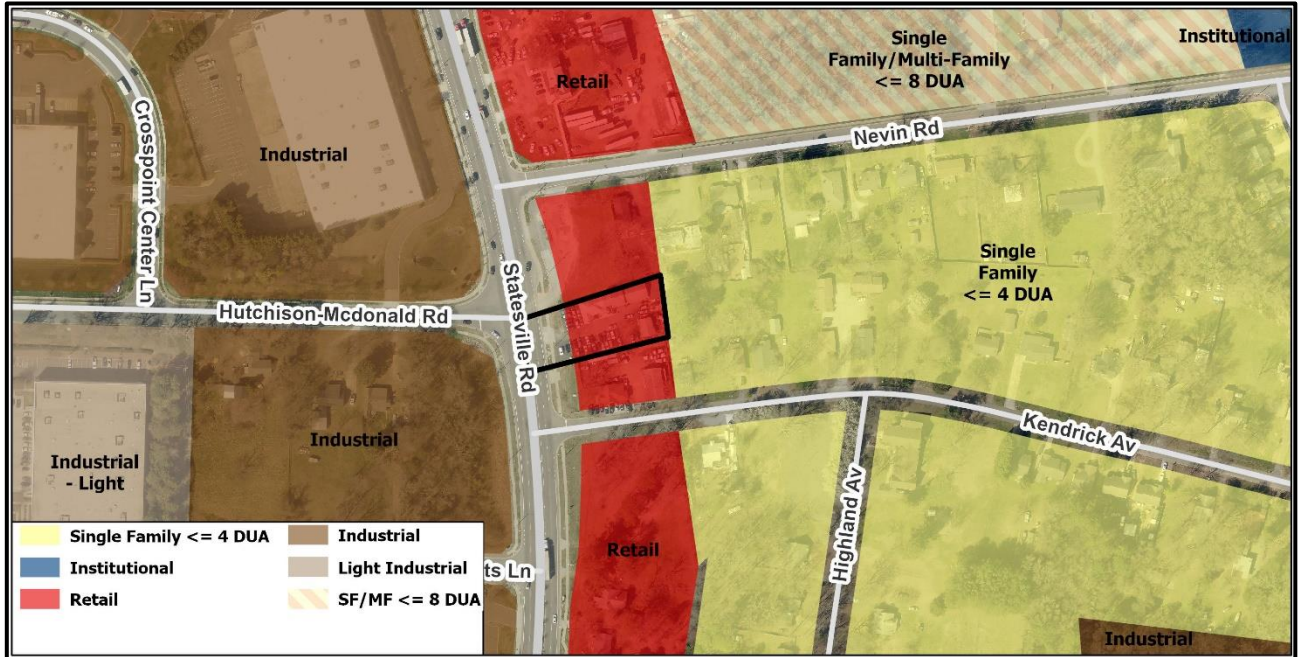 Single
Family/Multi-Family
<= 8 DUA
Institutional
Retail
Nevin Rd
Crosspoint Center Ln
Industrial
Single
Family
<= 4 DUA
Hutchison-Mcdonald Rd
Statesville Rd
Kendrick Av
Industrial
Industrial
- Light
Highland Av
Retail
ts Ln
Industrial
Single Family <= 4 DUA
Industrial
Institutional
Light Industrial
Retail
SF/MF <= 8 DUA